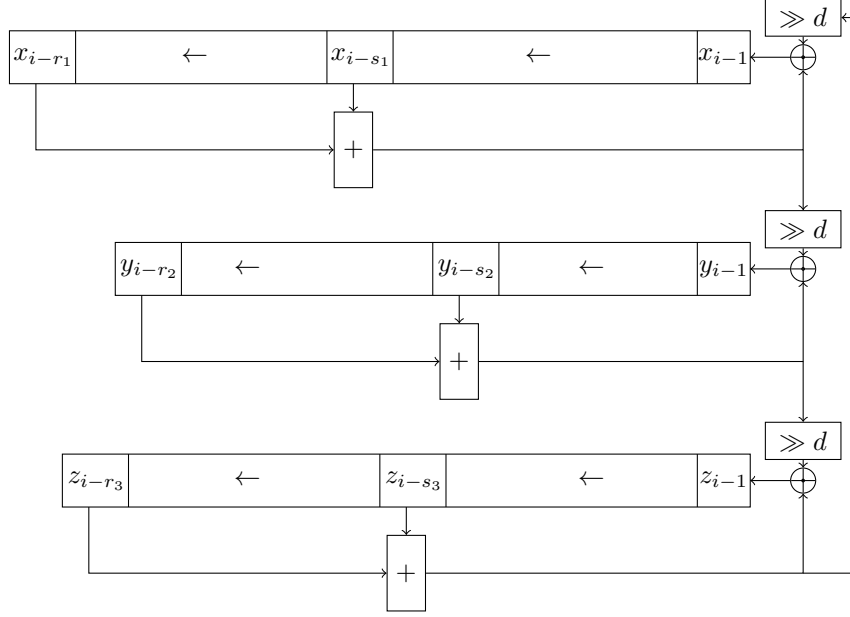 ≫ d
x_{i−r_1} ← x_{i−s_1} ← x_{i−1}
+
≫ d
y_{i−r_2} ← y_{i−s_2} ← y_{i−1}
+
≫ d
z_{i−r_3} ← z_{i−s_3} ← z_{i−1}
+